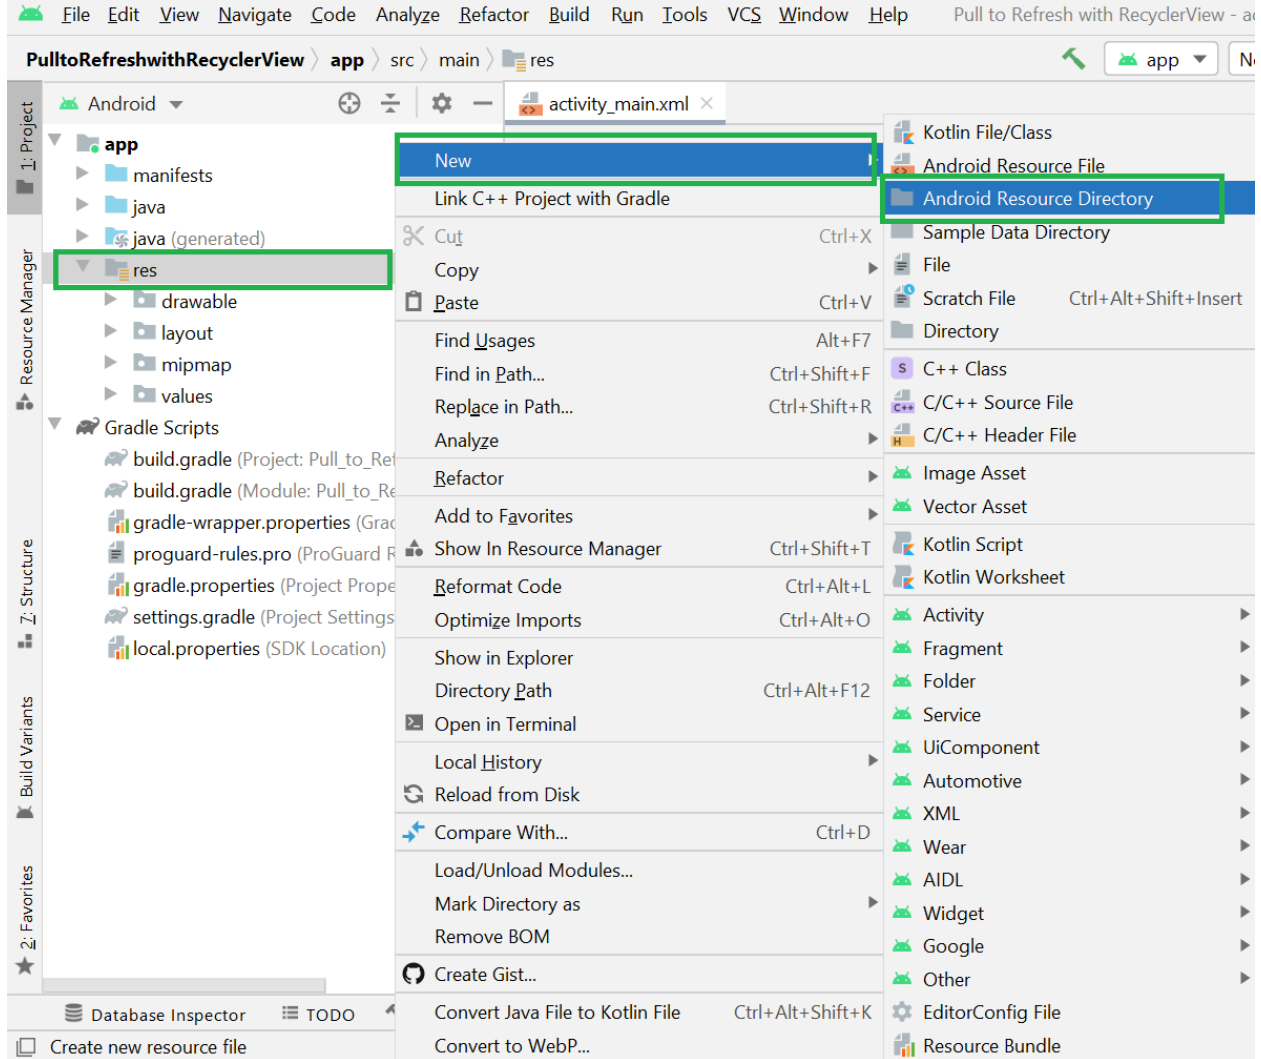 File Edit View Navigate Code Analyze Refactor Build Run Tools VCS Window Help Pull to Refresh with RecyclerView - ac
PulltoRefreshwithRecyclerView app src main res app
Android
activity_main.xml
1: Project
Resource Manager
7: Structure
Build Variants
2: Favorites
app
manifests
java
java (generated)
res
drawable
layout
mipmap
values
Gradle Scripts
build.gradle (Project: Pull_to_Ref
build.gradle (Module: Pull_to_Re
gradle-wrapper.properties (Grad
proguard-rules.pro (ProGuard R
gradle.properties (Project Prope
settings.gradle (Project Settings
local.properties (SDK Location)
New
Link C++ Project with Gradle
Cut Ctrl+X
Copy
Paste Ctrl+V
Find Usages Alt+F7
Find in Path... Ctrl+Shift+F
Replace in Path... Ctrl+Shift+R
Analyze
Refactor
Add to Favorites
Show In Resource Manager Ctrl+Shift+T
Reformat Code Ctrl+Alt+L
Optimize Imports Ctrl+Alt+O
Show in Explorer
Directory Path Ctrl+Alt+F12
Open in Terminal
Local History
Reload from Disk
Compare With... Ctrl+D
Load/Unload Modules...
Mark Directory as
Remove BOM
Create Gist...
Convert Java File to Kotlin File Ctrl+Alt+Shift+K
Convert to WebP...
Kotlin File/Class
Android Resource File
Android Resource Directory
Sample Data Directory
File
Scratch File Ctrl+Alt+Shift+Insert
Directory
C++ Class
C/C++ Source File
C/C++ Header File
Image Asset
Vector Asset
Kotlin Script
Kotlin Worksheet
Activity
Fragment
Folder
Service
UiComponent
Automotive
XML
Wear
AIDL
Widget
Google
Other
EditorConfig File
Resource Bundle
Database Inspector TODO
Create new resource file